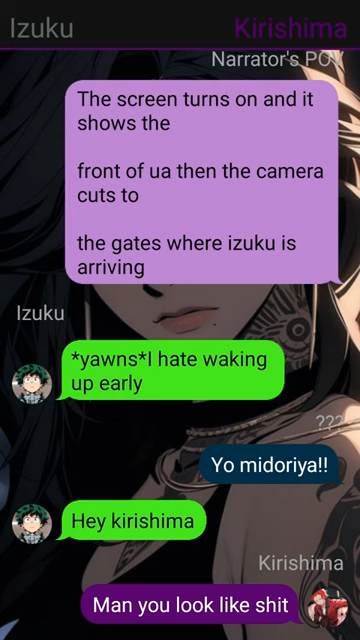 Izuku Kirishima
Narrator's POV
The screen turns on and it
shows the
front of ua then the camera
cuts to
the gates where izuku is
arriving
Izuku
*yawns*I hate waking
up early
???
Yo midoriya!!
Hey kirishima
Kirishima
Man you look like shit